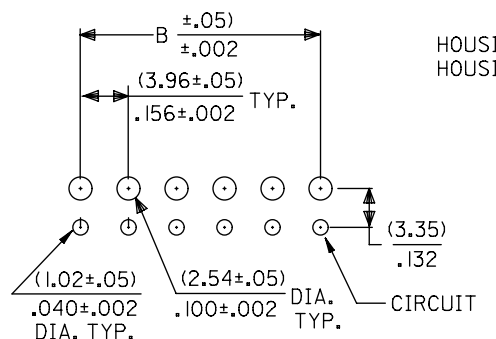 B ±.05)
±.002
HOUSI
HOUSI
(3.96±.05)
.156±.002 TYP.
(3.35)
.132
(1.02±.05)
.040±.002
DIA. TYP.
(2.54±.05)
.100±.002 DIA.
TYP.
CIRCUIT